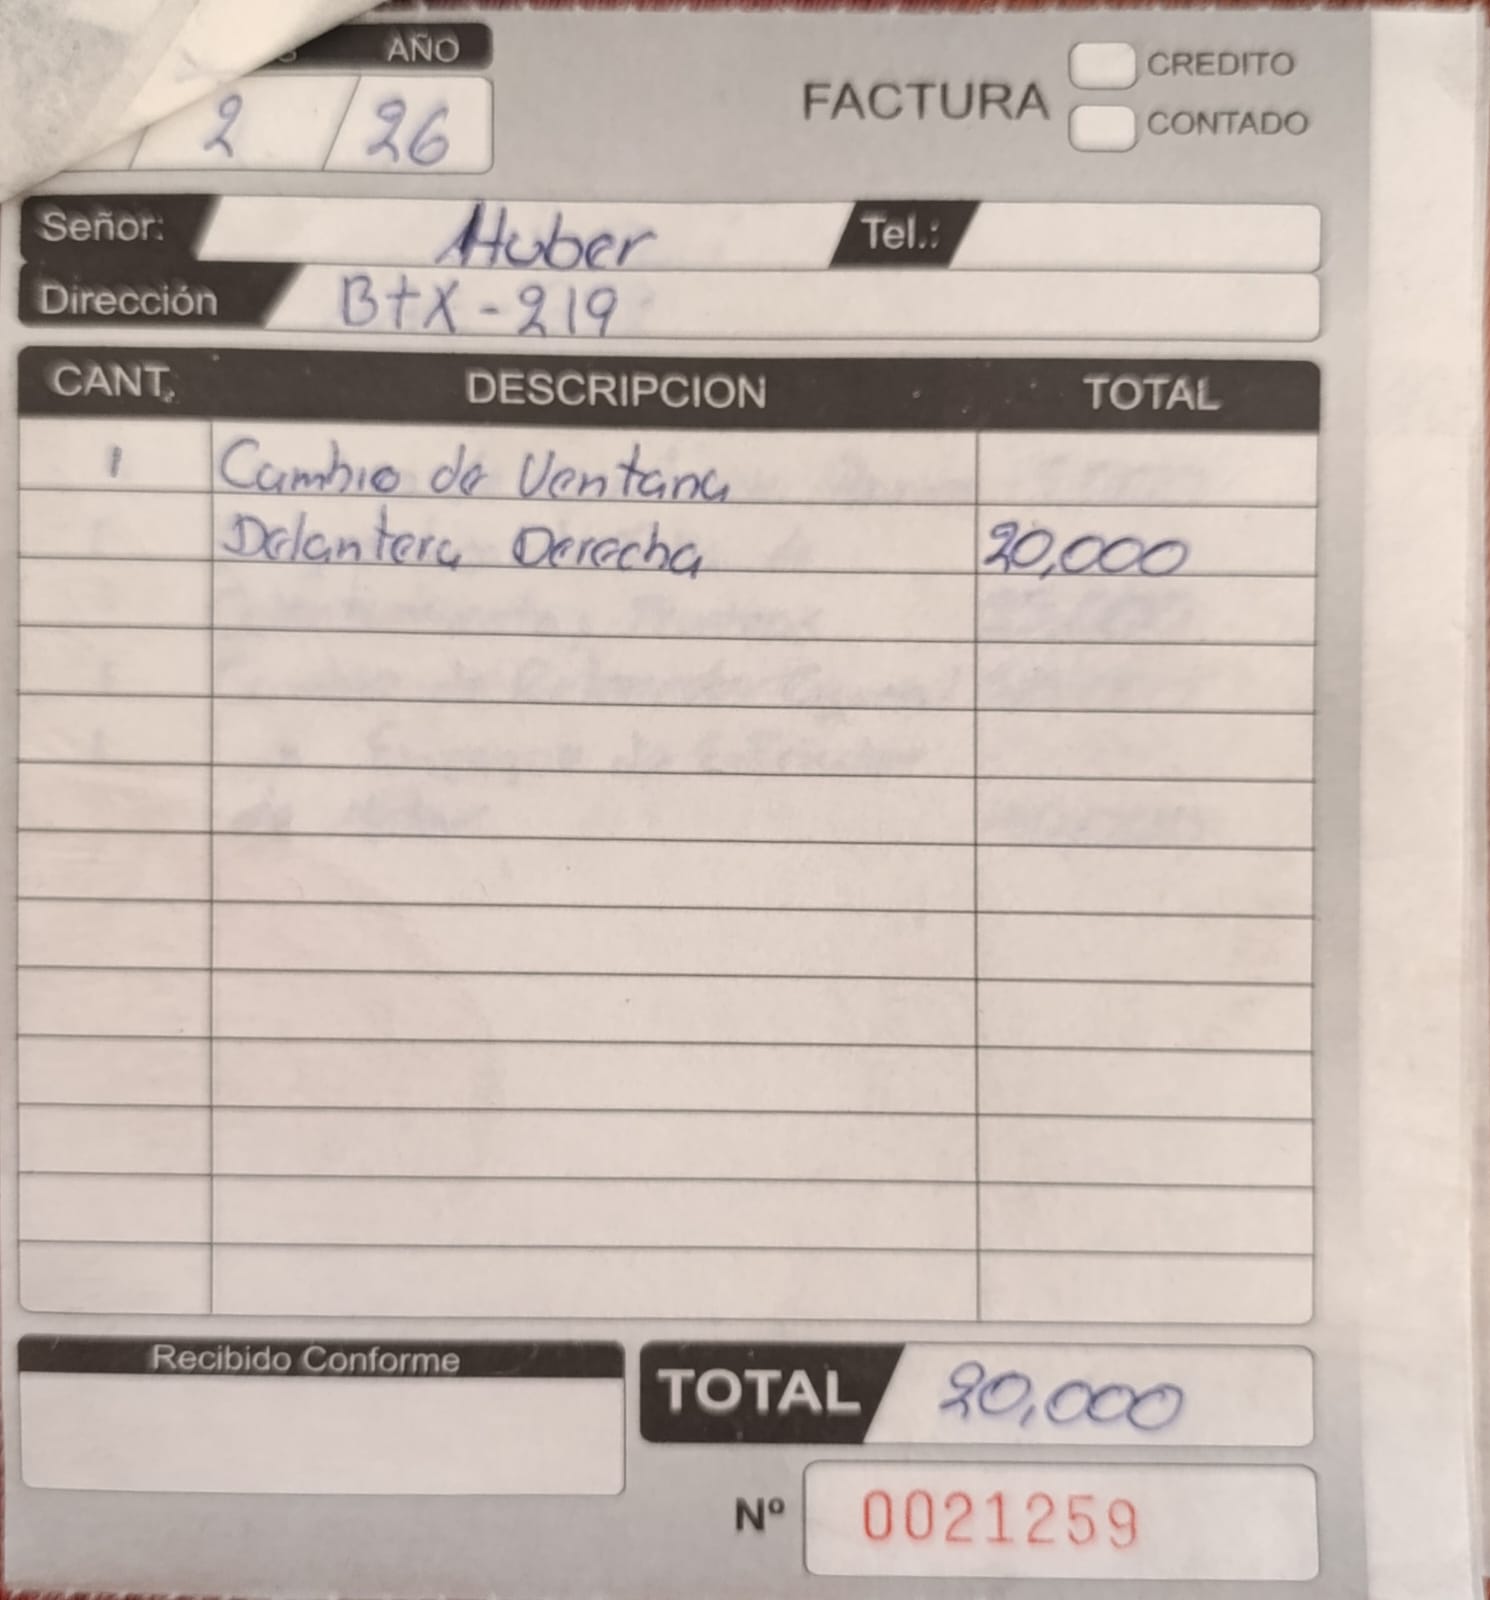 AÑO
2 / 26
FACTURA
CREDITO
CONTADO
Señor: Huber Tel.:
Dirección BtX - 219
CANT. DESCRIPCION TOTAL
1 Cambio de Ventana
Delantera Derecha 20,000
Recibido Conforme
TOTAL 20,000
Nº 0021259